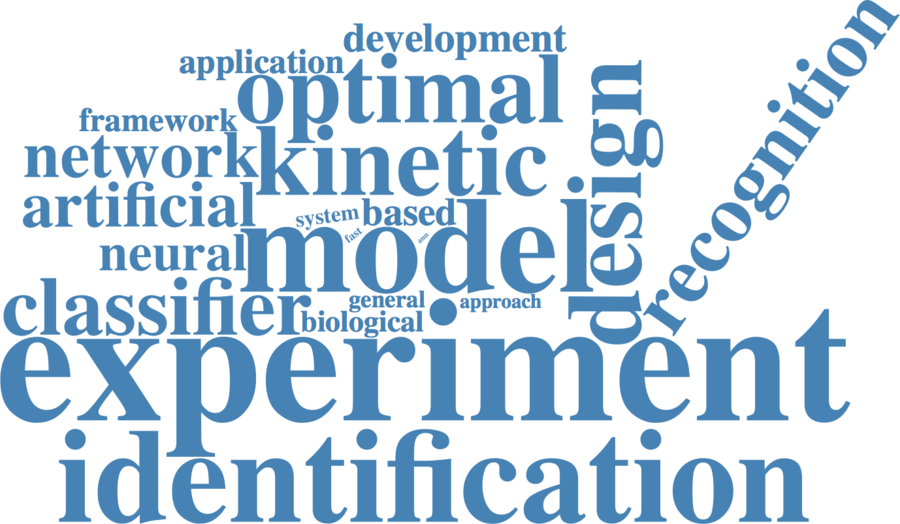 development
application
optimal
framework
network
kinetic
design
recognition
artificial
system
based
fast
ann
neural
model
classifier
general
approach
biological
experiment
identification